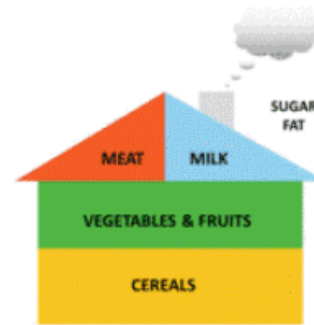 SUGAR
FAT
MEAT MILK
VEGETABLES & FRUITS
CEREALS